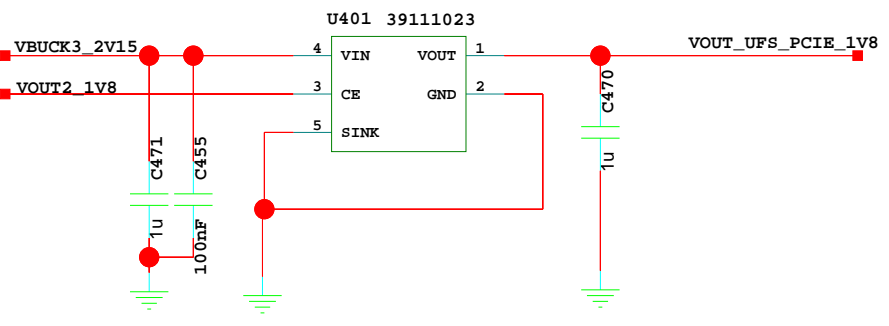 U401 39111023
VBUCK3_2V15
4 VIN VOUT 1
VOUT_UFS_PCIE_1V8
VOUT2_1V8
3 CE GND 2
5 SINK
C470
1u
C471
C455
1u
100nF